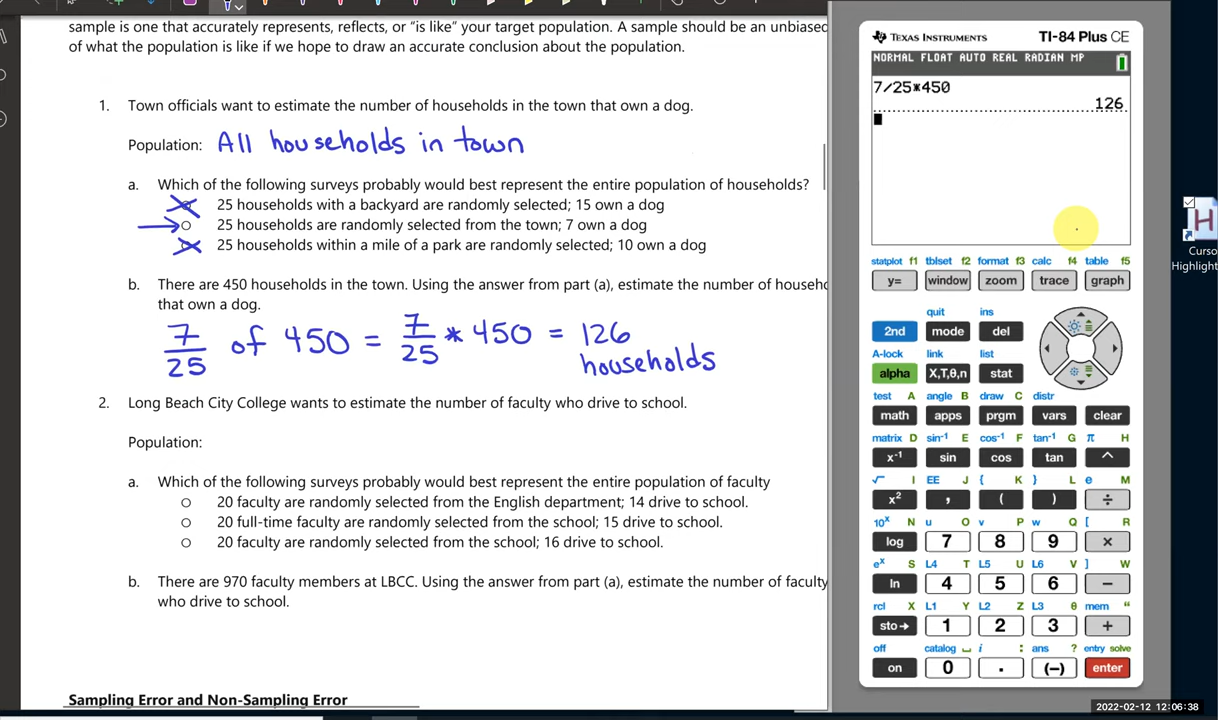 sample is one that accurately represents, reflects, or "is like" your target population. A sample should be an unbiased
of what the population is like if we hope to draw an accurate conclusion about the population.
1. Town officials want to estimate the number of households in the town that own a dog.
Population: All households in town
a. Which of the following surveys probably would best represent the entire population of households?
25 households with a backyard are randomly selected; 15 own a dog
25 households are randomly selected from the town; 7 own a dog
25 households within a mile of a park are randomly selected; 10 own a dog
b. There are 450 households in the town. Using the answer from part (a), estimate the number of househo
that own a dog.
7/25 of 450 = 7/25 * 450 = 126
households
2. Long Beach City College wants to estimate the number of faculty who drive to school.
Population:
a. Which of the following surveys probably would best represent the entire population of faculty
20 faculty are randomly selected from the English department; 14 drive to school.
20 full-time faculty are randomly selected from the school; 15 drive to school.
20 faculty are randomly selected from the school; 16 drive to school.
b. There are 970 faculty members at LBCC. Using the answer from part (a), estimate the number of faculty
who drive to school.
Sampling Error and Non-Sampling Error
TEXAS INSTRUMENTS TI-84 Plus CE
NORMAL FLOAT AUTO REAL RADIAN MP
7/25*450
126
statplot f1 tblset f2 format f3 calc f4 table f5
y= window zoom trace graph
quit ins
2nd mode del
A-lock link list
alpha X,T,θ,n stat
test A angle B draw C distr
math apps prgm vars clear
matrix D sin⁻¹ E cos⁻¹ F tan⁻¹ G π H
x⁻¹ sin cos tan ^
√ I EE J { K } L e M
x² , ( ) ÷
10ˣ N u O v P w Q [ R
log 7 8 9 ×
eˣ S L4 T L5 U L6 V ] W
ln 4 5 6 −
rcl X L1 Y L2 Z L3 θ mem "
sto→ 1 2 3 +
off catalog i : ans ? entry solve
on 0 . (−) enter
Curso
Highlight
2022-02-12 12:06:38